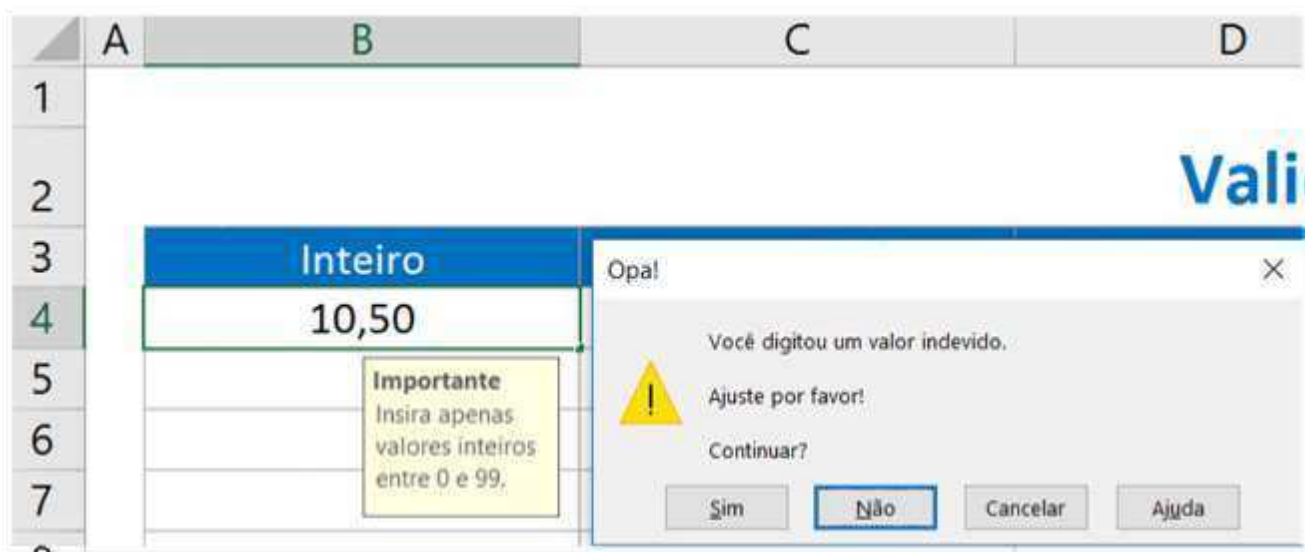 A B C D
1
2 Vali
3 Inteiro
4 10,50
5
6
7
Importante
Insira apenas
valores inteiros
entre 0 e 99.
Opa!
Você digitou um valor indevido.
Ajuste por favor!
Continuar?
Sim Não Cancelar Ajuda